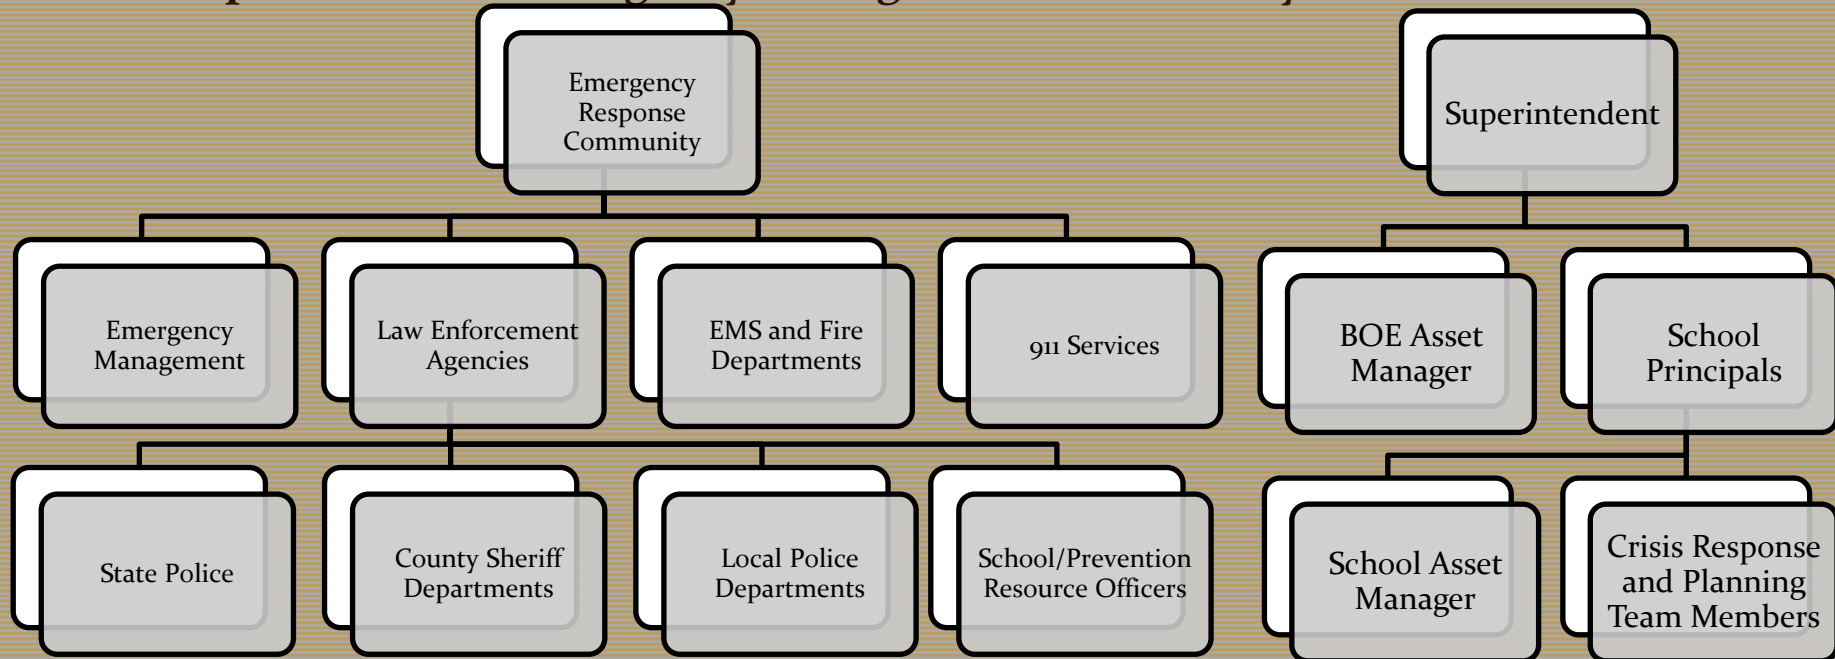 Emergency
Response
Community
Superintendent
Emergency
Management
Law Enforcement
Agencies
EMS and Fire
Departments
911 Services
BOE Asset
Manager
School
Principals
State Police
County Sheriff
Departments
Local Police
Departments
School/Prevention
Resource Officers
School Asset
Manager
Crisis Response
and Planning
Team Members